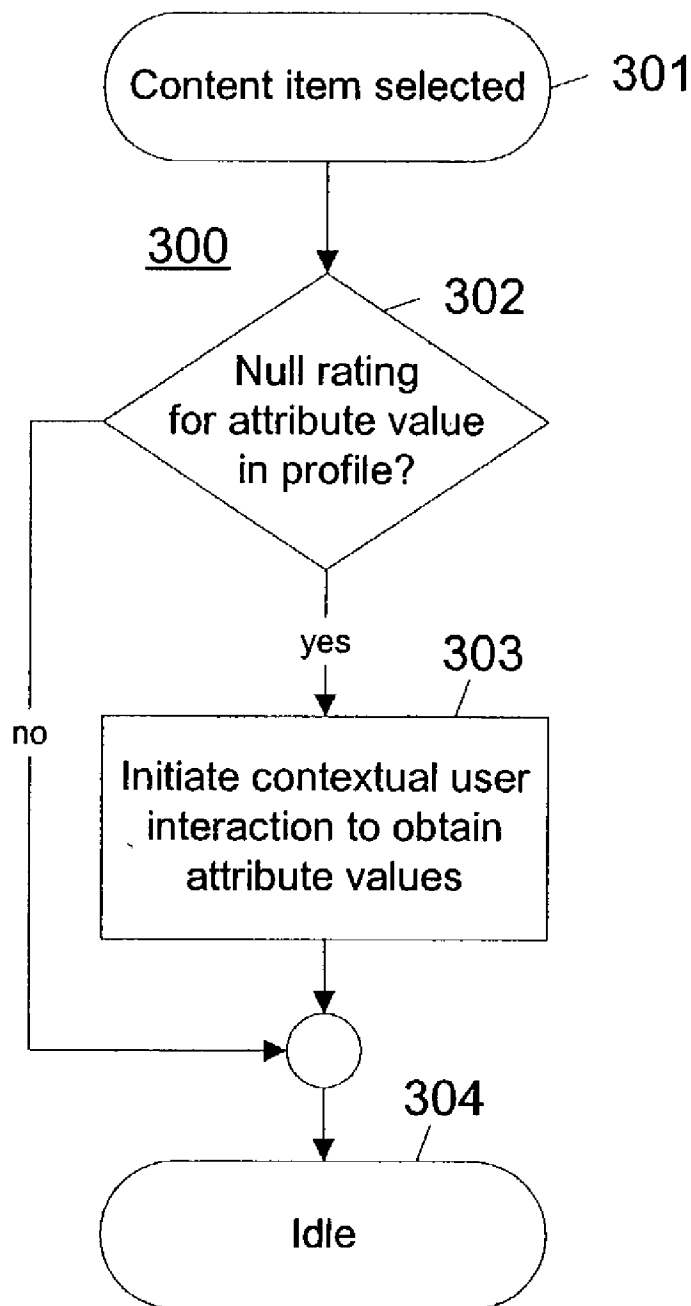 Content item selected
301
300
302
Null rating
for attribute value
in profile?
yes
303
no
Initiate contextual user
interaction to obtain
attribute values
304
Idle